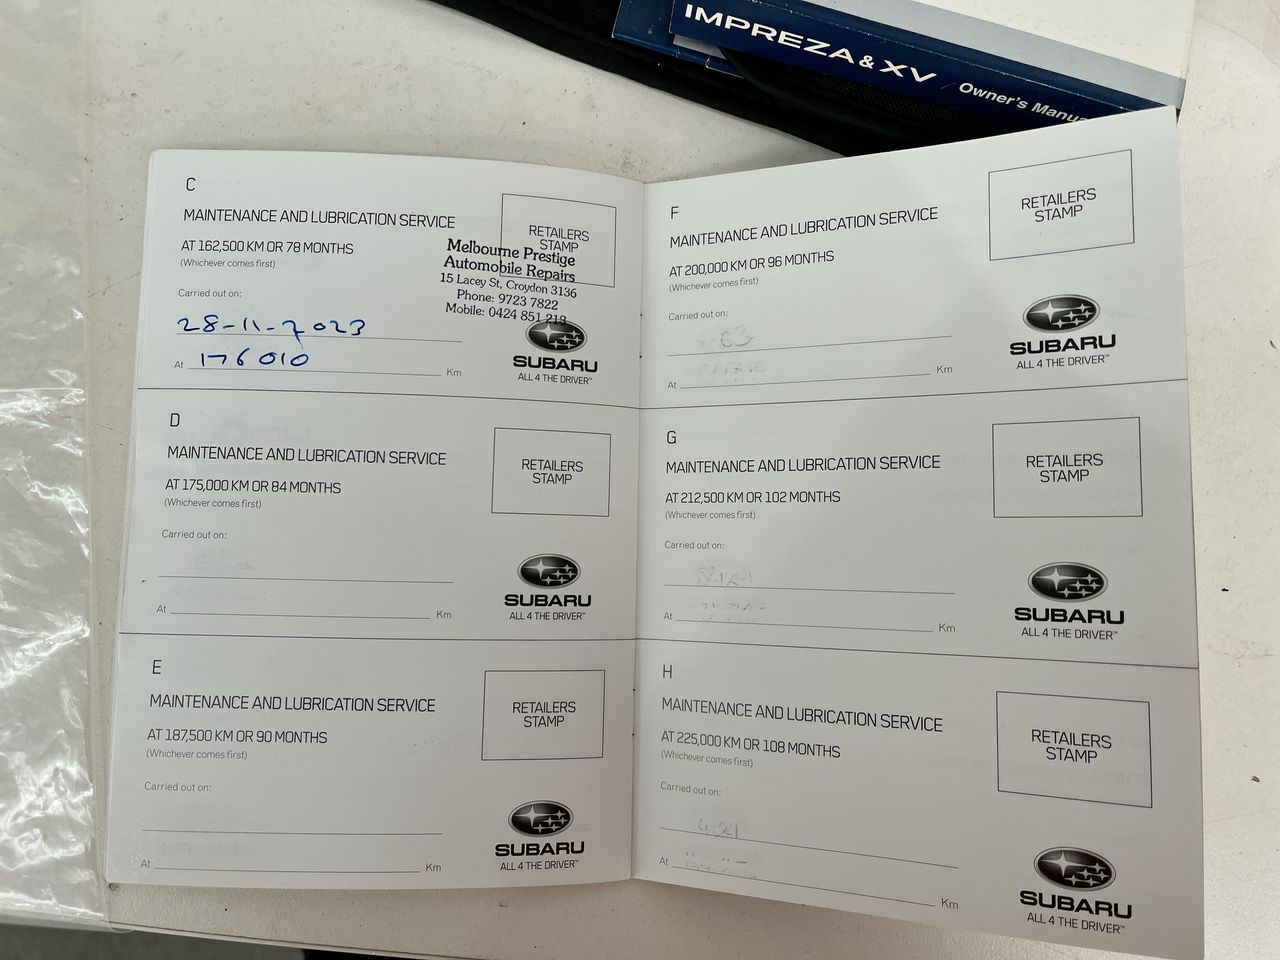 IMPREZA & XV Owner's Manual
C
MAINTENANCE AND LUBRICATION SERVICE
AT 162,500 KM OR 78 MONTHS
(Whichever comes first)
Carried out on:
28-11-2023
At 176010 Km
RETAILERS
STAMP
Melbourne Prestige
Automobile Repairs
15 Lacey St, Croydon 3136
Phone: 9723 7822
Mobile: 0424 851 213
SUBARU
ALL 4 THE DRIVER™
D
MAINTENANCE AND LUBRICATION SERVICE
AT 175,000 KM OR 84 MONTHS
(Whichever comes first)
Carried out on:
At Km
RETAILERS
STAMP
SUBARU
ALL 4 THE DRIVER™
E
MAINTENANCE AND LUBRICATION SERVICE
AT 187,500 KM OR 90 MONTHS
(Whichever comes first)
Carried out on:
At Km
RETAILERS
STAMP
SUBARU
ALL 4 THE DRIVER™
F
MAINTENANCE AND LUBRICATION SERVICE
AT 200,000 KM OR 96 MONTHS
(Whichever comes first)
Carried out on:
At Km
RETAILERS
STAMP
SUBARU
ALL 4 THE DRIVER™
G
MAINTENANCE AND LUBRICATION SERVICE
AT 212,500 KM OR 102 MONTHS
(Whichever comes first)
Carried out on:
At Km
RETAILERS
STAMP
SUBARU
ALL 4 THE DRIVER™
H
MAINTENANCE AND LUBRICATION SERVICE
AT 225,000 KM OR 108 MONTHS
(Whichever comes first)
Carried out on:
At Km
RETAILERS
STAMP
SUBARU
ALL 4 THE DRIVER™